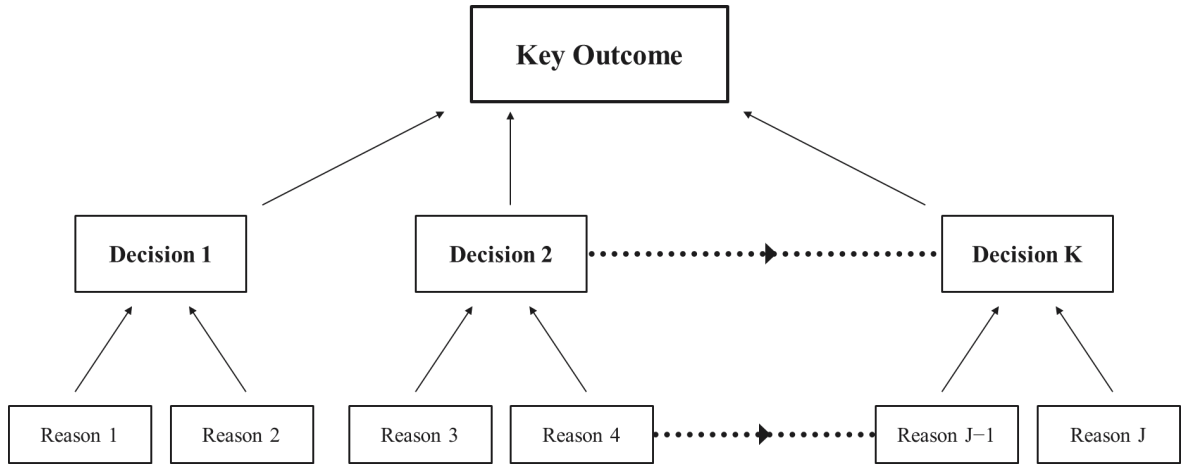 Key Outcome
Decision 1
Decision 2
Decision K
Reason 1
Reason 2
Reason 3
Reason 4
Reason J−1
Reason J